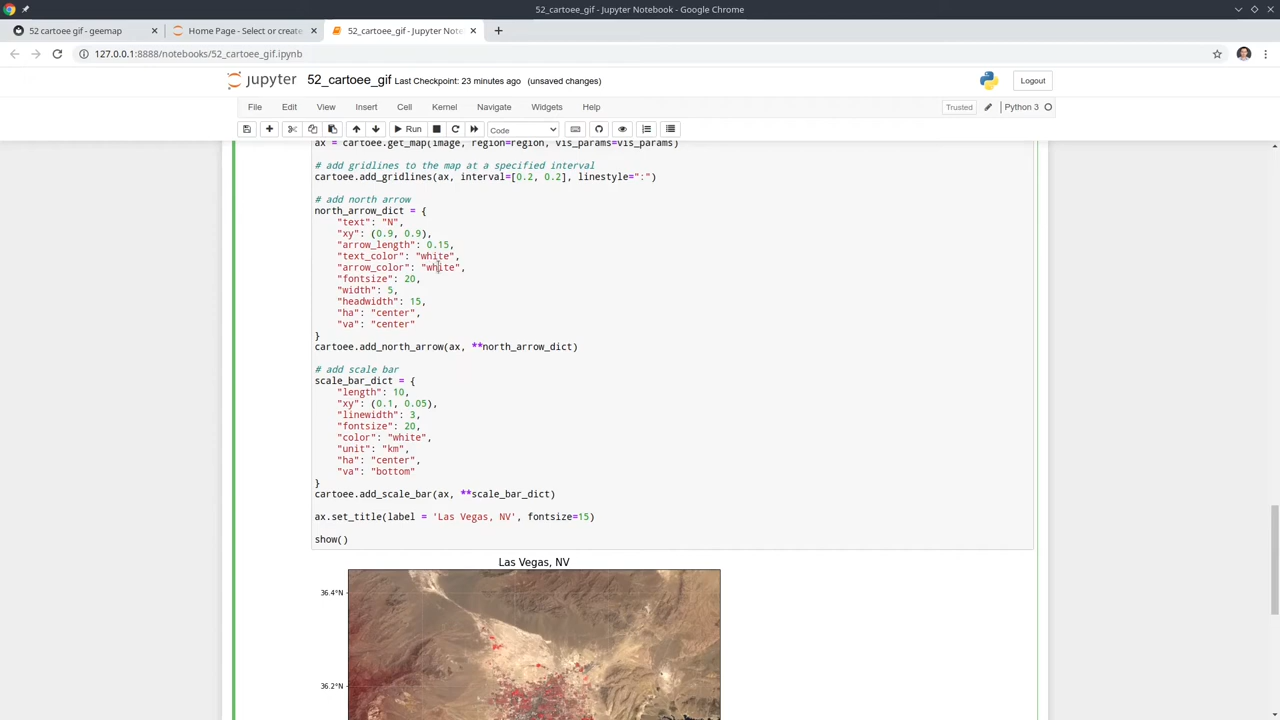 52_cartoee_gif - Jupyter Notebook - Google Chrome
52 cartoee gif - geemap
Home Page - Select or create
52_cartoee_gif - Jupyter Note
127.0.0.1:8888/notebooks/52_cartoee_gif.ipynb
jupyter 52_cartoee_gif Last Checkpoint: 23 minutes ago (unsaved changes)
Logout
File Edit View Insert Cell Kernel Navigate Widgets Help
Trusted Python 3
Run Code
ax = cartoee.get_map(image, region=region, vis_params=vis_params)
# add gridlines to the map at a specified interval
cartoee.add_gridlines(ax, interval=[0.2, 0.2], linestyle=":")
# add north arrow
north_arrow_dict = {
"text": "N",
"xy": (0.9, 0.9),
"arrow_length": 0.15,
"text_color": "white",
"arrow_color": "white",
"fontsize": 20,
"width": 5,
"headwidth": 15,
"ha": "center",
"va": "center"
}
cartoee.add_north_arrow(ax, **north_arrow_dict)
# add scale bar
scale_bar_dict = {
"length": 10,
"xy": (0.1, 0.05),
"linewidth": 3,
"fontsize": 20,
"color": "white",
"unit": "km",
"ha": "center",
"va": "bottom"
}
cartoee.add_scale_bar(ax, **scale_bar_dict)
ax.set_title(label = 'Las Vegas, NV', fontsize=15)
show()
Las Vegas, NV
36.4°N
36.2°N